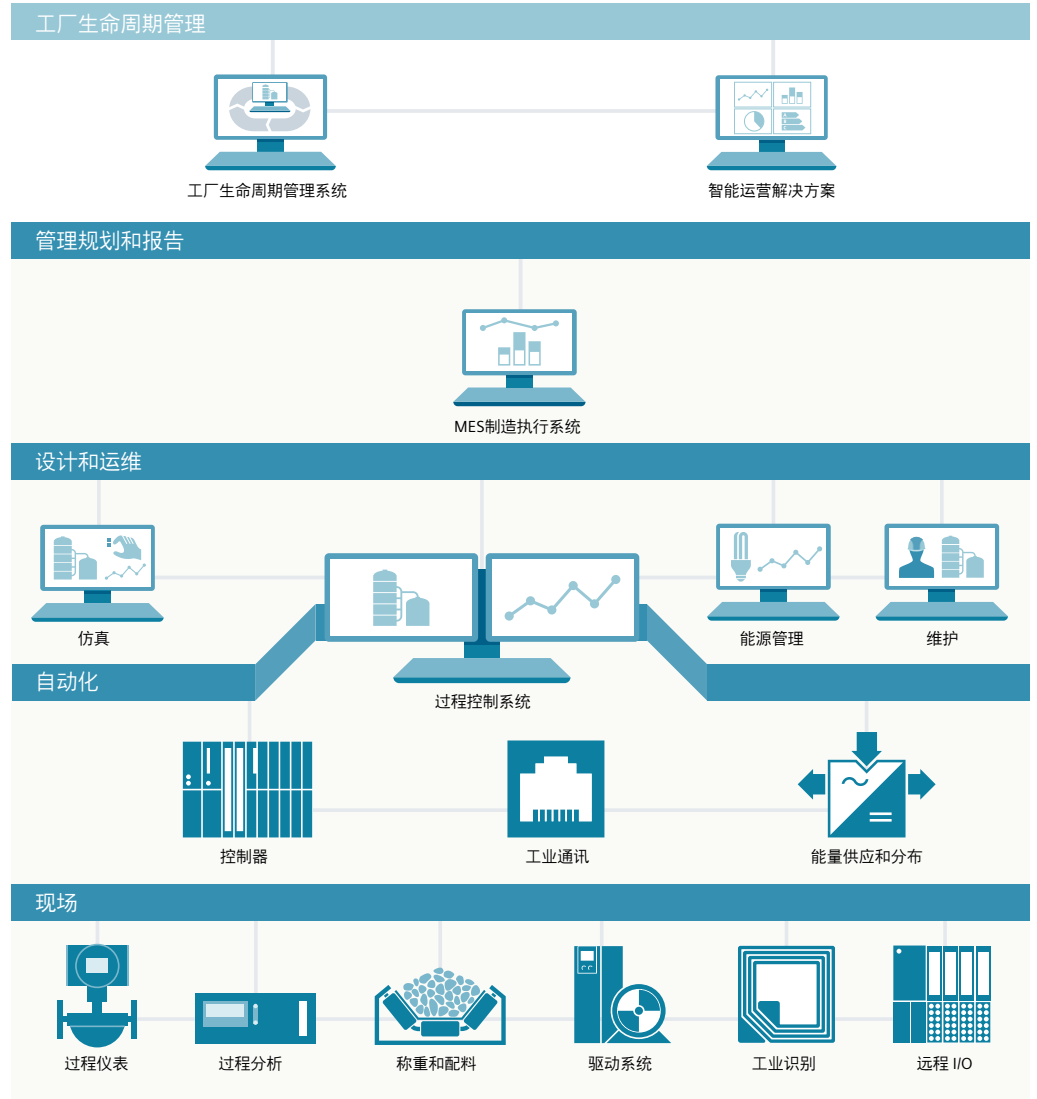 工厂生命周期管理
工厂生命周期管理系统
智能运营解决方案
管理规划和报告
MES制造执行系统
设计和运维
仿真
能源管理
维护
自动化
过程控制系统
控制器
工业通讯
能量供应和分布
现场
过程仪表
过程分析
称重和配料
驱动系统
工业识别
远程 I/O